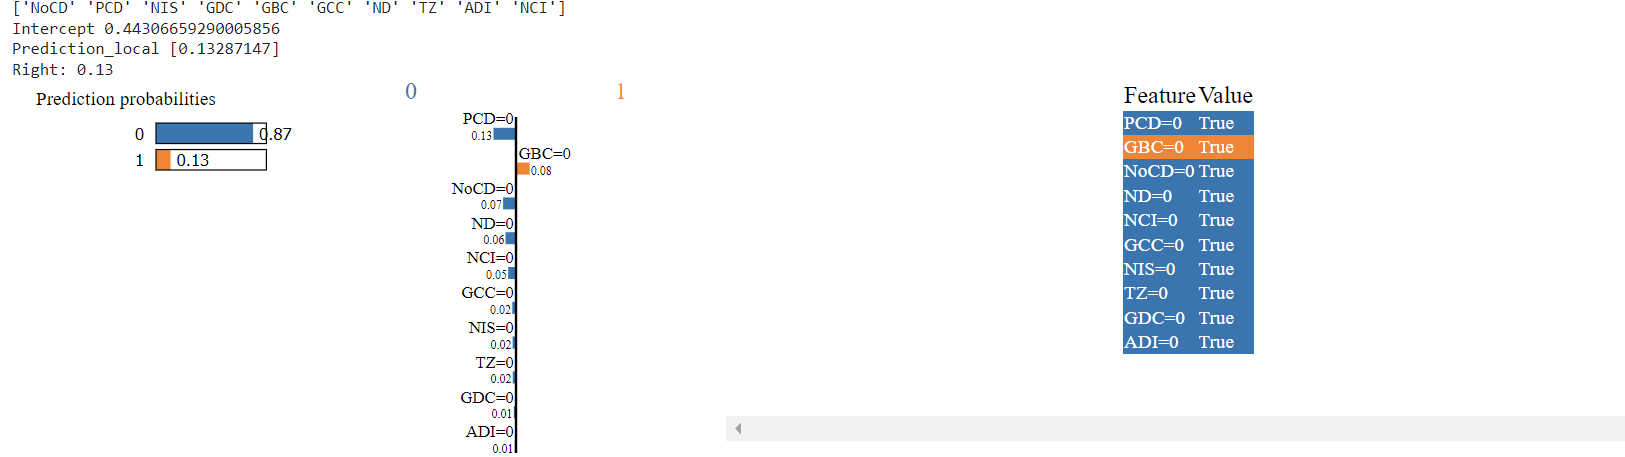 ['NoCD' 'PCD' 'NIS' 'GDC' 'GBC' 'GCC' 'ND' 'TZ' 'ADI' 'NCI']
Intercept 0.44306659290005856
Prediction_local [0.13287147]
Right: 0.13
Prediction probabilities
0 0.87
1 0.13
0 1
PCD=0
0.13
GBC=0
0.08
NoCD=0
0.07
ND=0
0.06
NCI=0
0.05
GCC=0
0.02
NIS=0
0.02
TZ=0
0.02
GDC=0
0.01
ADI=0
0.01
Feature Value
PCD=0 True
GBC=0 True
NoCD=0 True
ND=0 True
NCI=0 True
GCC=0 True
NIS=0 True
TZ=0 True
GDC=0 True
ADI=0 True